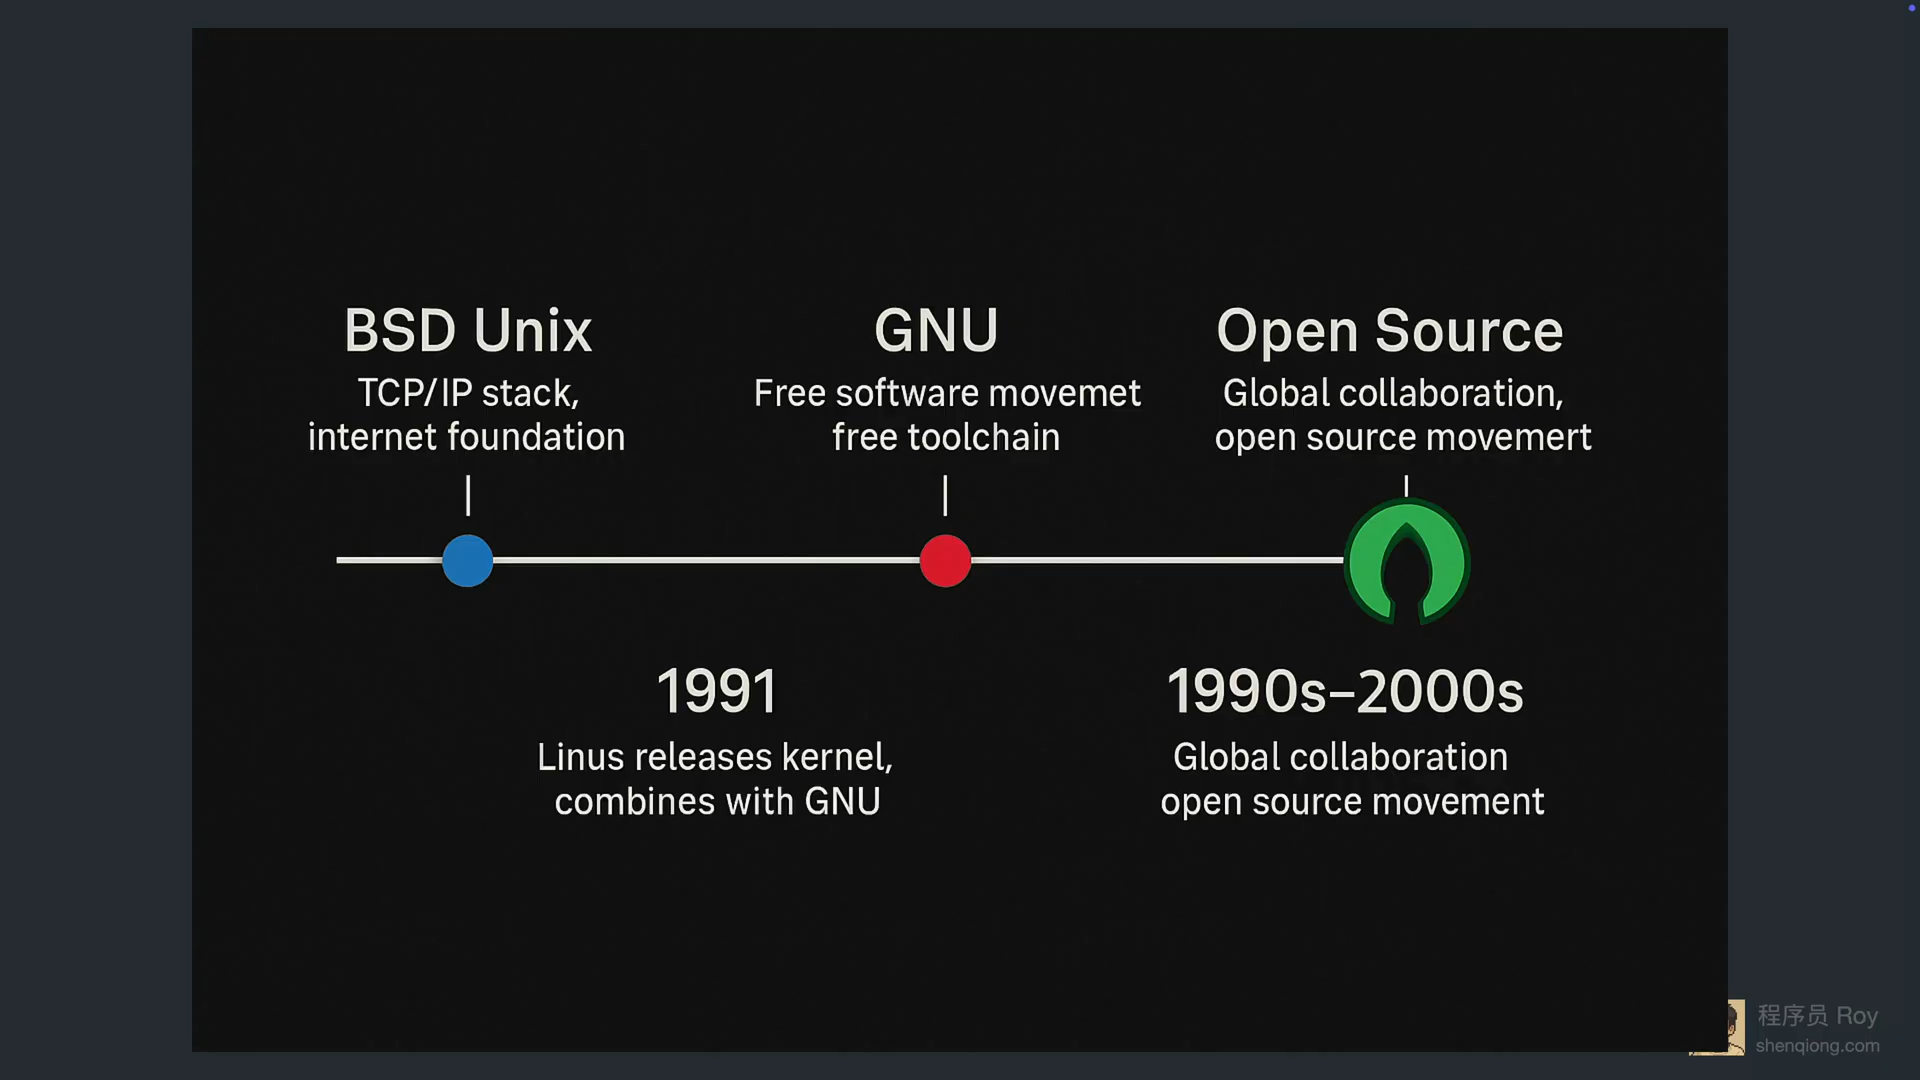 BSD Unix
TCP/IP stack,
internet foundation
GNU
Free software movemet
free toolchain
Open Source
Global collaboration,
open source movemert
1991
Linus releases kernel,
combines with GNU
1990s–2000s
Global collaboration
open source movement
程序员 Roy
shenqiong.com